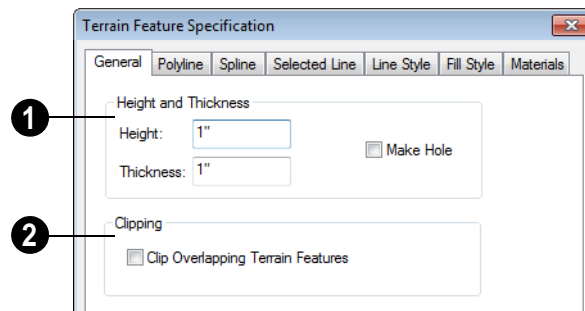 Terrain Feature Specification
General Polyline Spline Selected Line Line Style Fill Style Materials
1 Height and Thickness
Height: 1"
Make Hole
Thickness: 1"
2 Clipping
Clip Overlapping Terrain Features